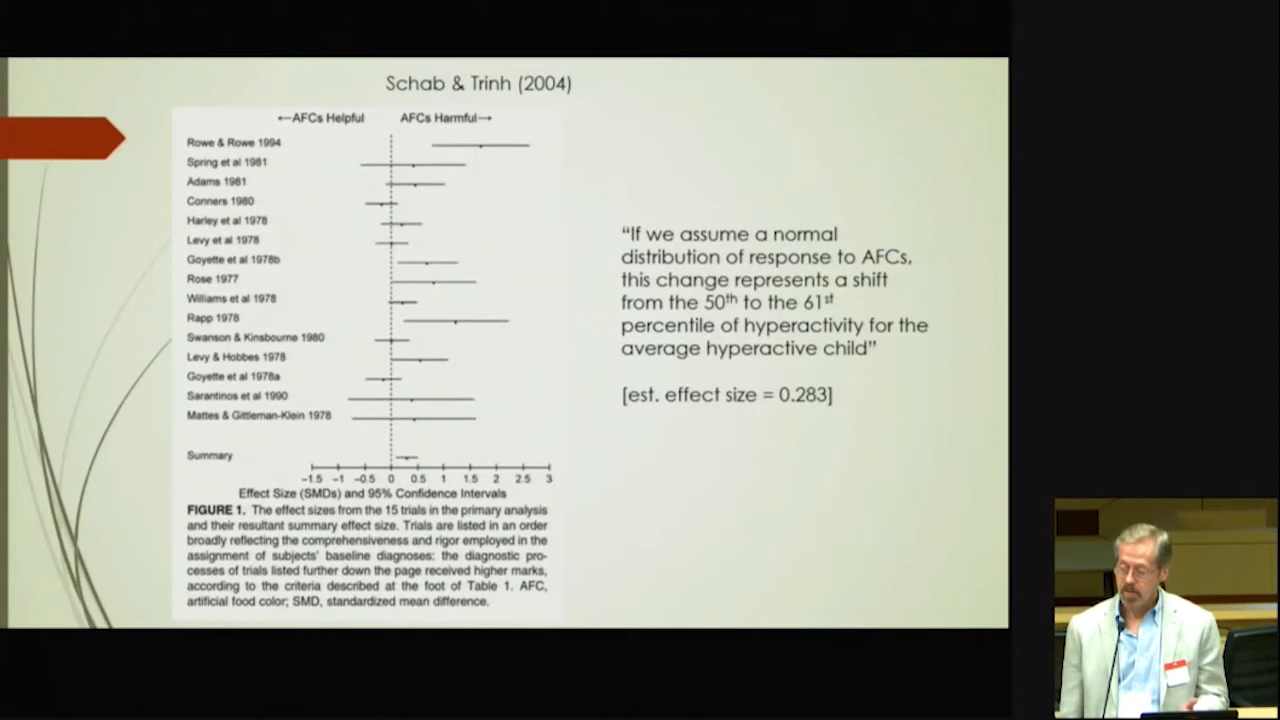 Schab & Trinh (2004)
←AFCs Helpful AFCs Harmful→
Rowe & Rowe 1994
Spring et al 1981
Adams 1981
Conners 1980
Harley et al 1978
Levy et al 1978
Goyette et al 1978b
Rose 1977
Williams et al 1978
Rapp 1978
Swanson & Kinsbourne 1980
Levy & Hobbes 1978
Goyette et al 1978a
Sarantinos et al 1990
Mattes & Gittleman-Klein 1978
Summary
−1.5 −1 −0.5 0 0.5 1 1.5 2 2.5 3
Effect Size (SMDs) and 95% Confidence Intervals
FIGURE 1. The effect sizes from the 15 trials in the primary analysis
and their resultant summary effect size. Trials are listed in an order
broadly reflecting the comprehensiveness and rigor employed in the
assignment of subjects' baseline diagnoses: the diagnostic pro-
cesses of trials listed further down the page received higher marks,
according to the criteria described at the foot of Table 1. AFC,
artificial food color; SMD, standardized mean difference.
“If we assume a normal
distribution of response to AFCs,
this change represents a shift
from the 50th to the 61st
percentile of hyperactivity for the
average hyperactive child”
[est. effect size = 0.283]